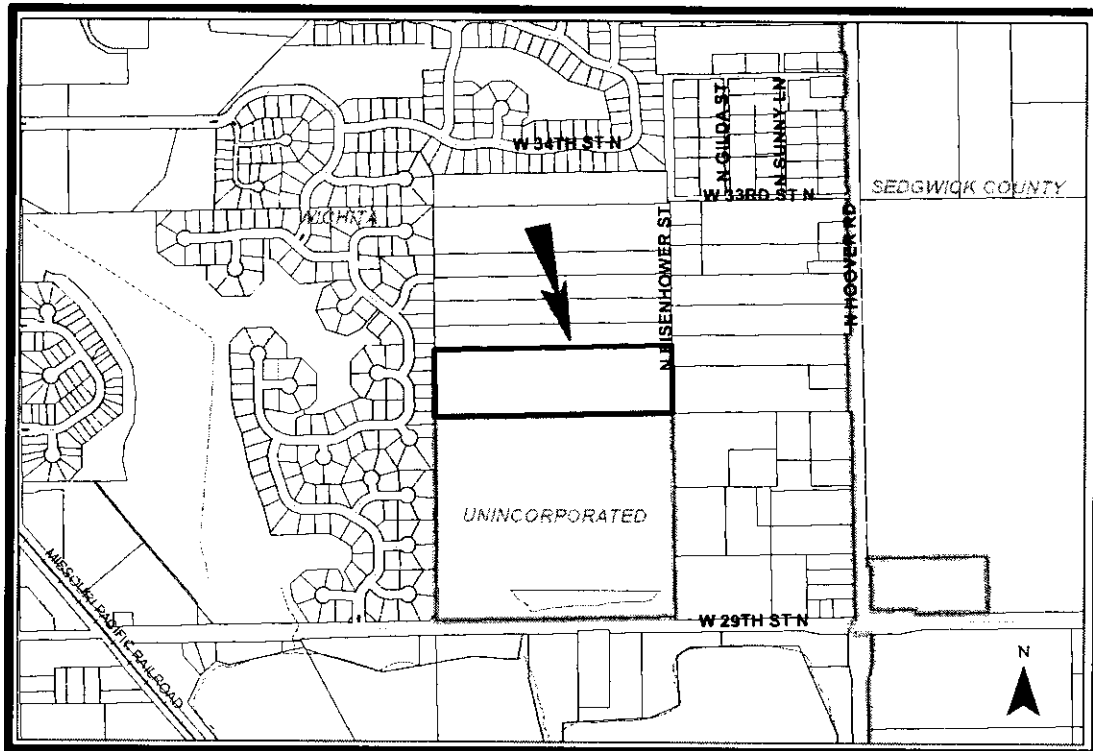 W 34TH ST N
N GILDA ST
N SUNNY LN
W 33RD ST N
SEDGWICK COUNTY
WICHITA
N EISENHOWER ST
N HOOVER RD
UNINCORPORATED
MISSOURI PACIFIC RAILROAD
W 29TH ST N
N